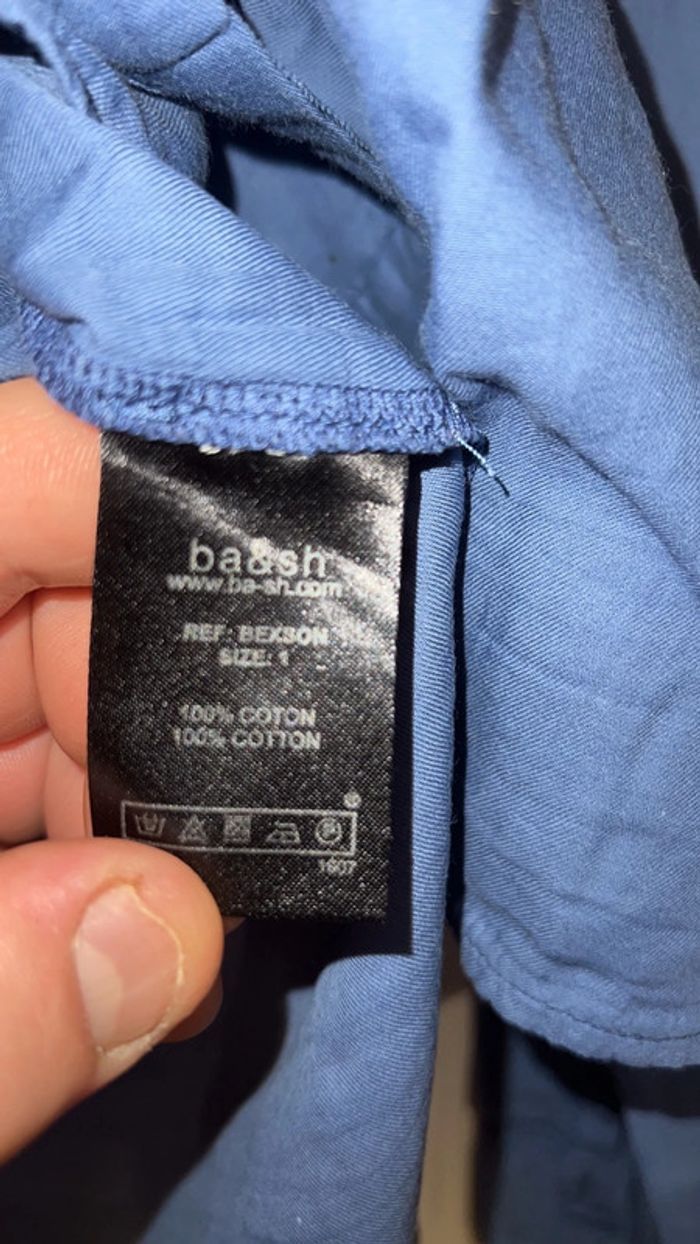 ba&sh
www.ba-sh.com
REF: BEXSON
SIZE: 1
100% COTON
100% COTTON
1907